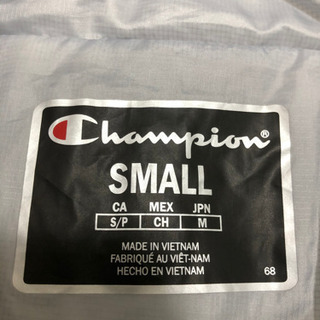 Champion®
SMALL
CA MEX JPN
S/P CH M
MADE IN VIETNAM
FABRIQUÉ AU VIÊT-NAM
HECHO EN VIETNAM
68